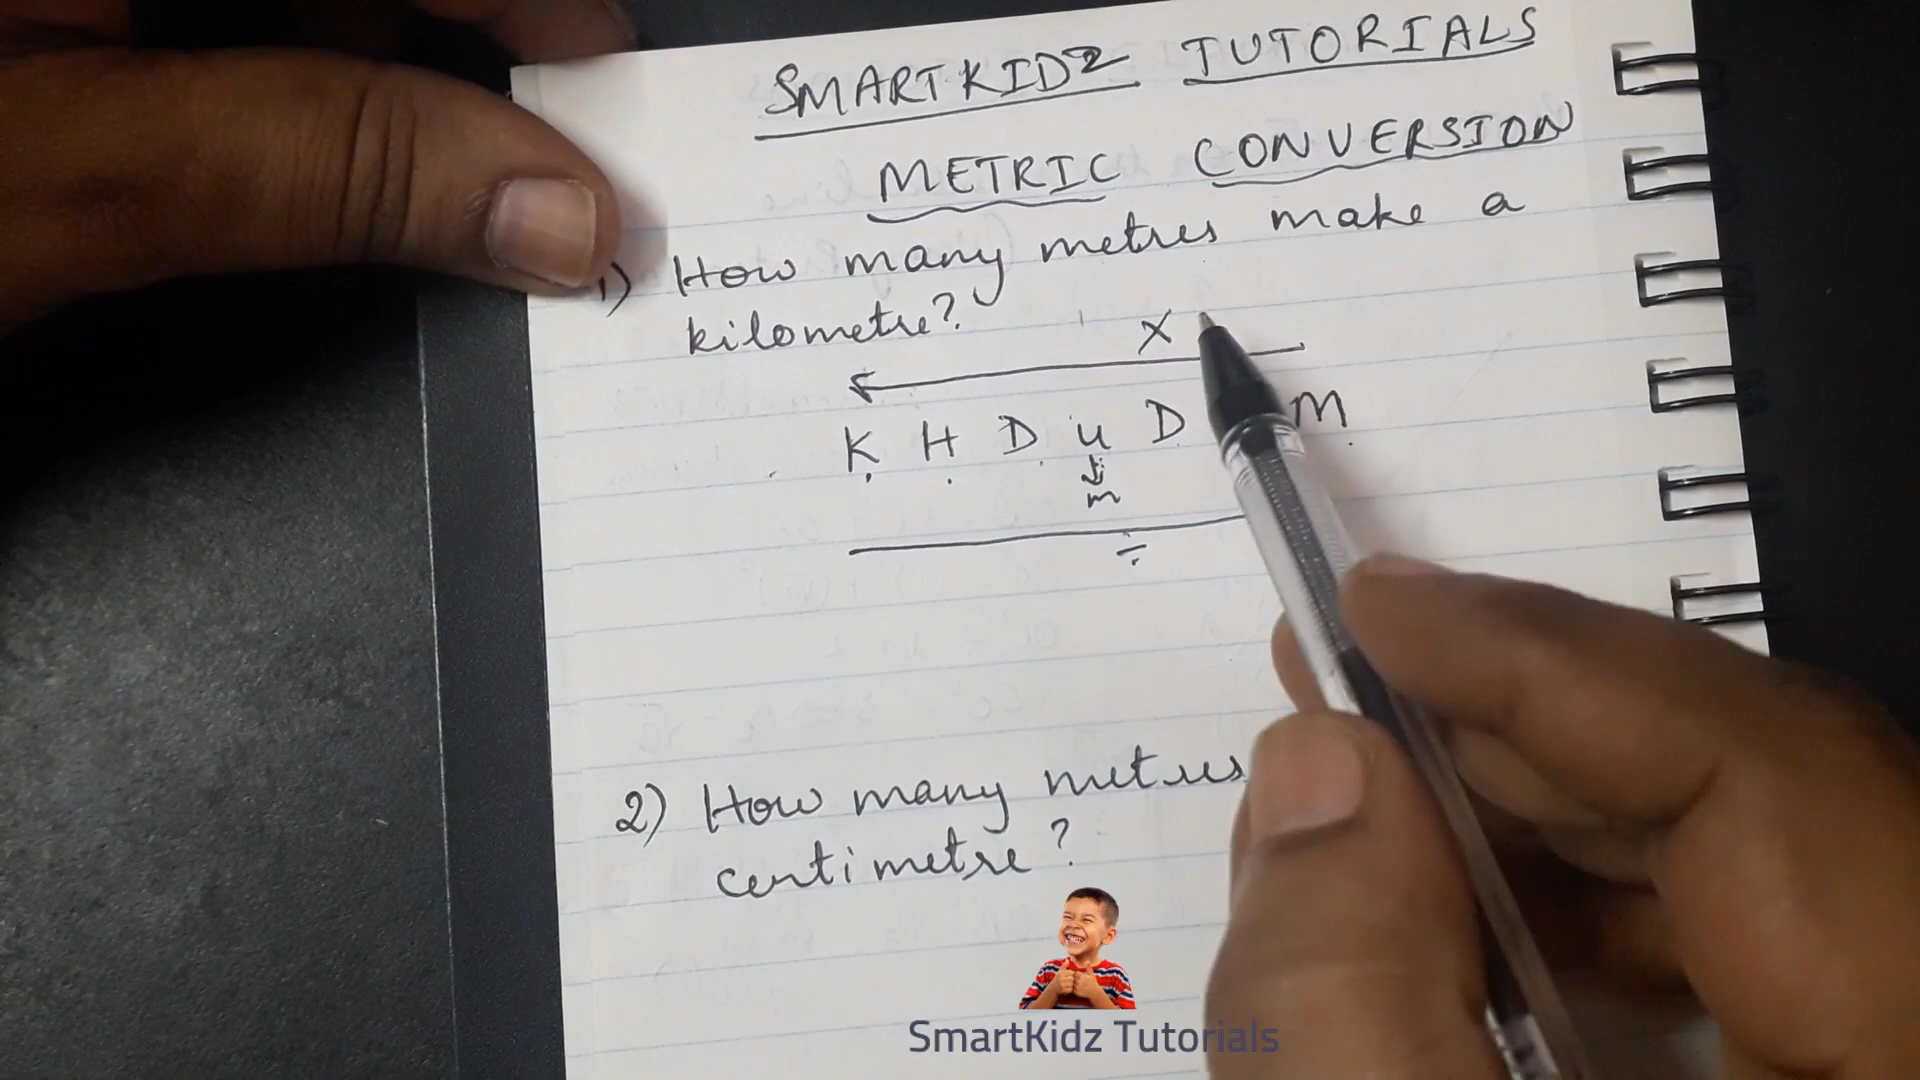 SMARTKIDZ TUTORIALS
METRIC CONVERSION
1) How many metres make a
kilometre?
X
K H D u D M
m
÷
2) How many metres
centimetre?
SmartKidz Tutorials